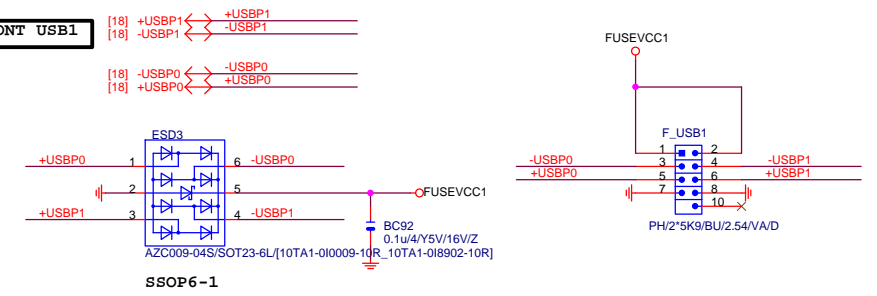 ONT USB1
[18] +USBP1 +USBP1
[18] -USBP1 -USBP1
[18] -USBP0 -USBP0
[18] +USBP0 +USBP0
FUSEVCC1
ESD3
+USBP0 1 6 -USBP0
2 5 FUSEVCC1
+USBP1 3 4 -USBP1
BC92
0.1u/4/Y5V/16V/Z
AZC009-04S/SOT23-6L/[10TA1-0I0009-10R_10TA1-0I8902-10R]
SSOP6-1
F_USB1
1 2
-USBP0 3 4 -USBP1
+USBP0 5 6 +USBP1
7 8
10
PH/2*5K9/BU/2.54/VA/D